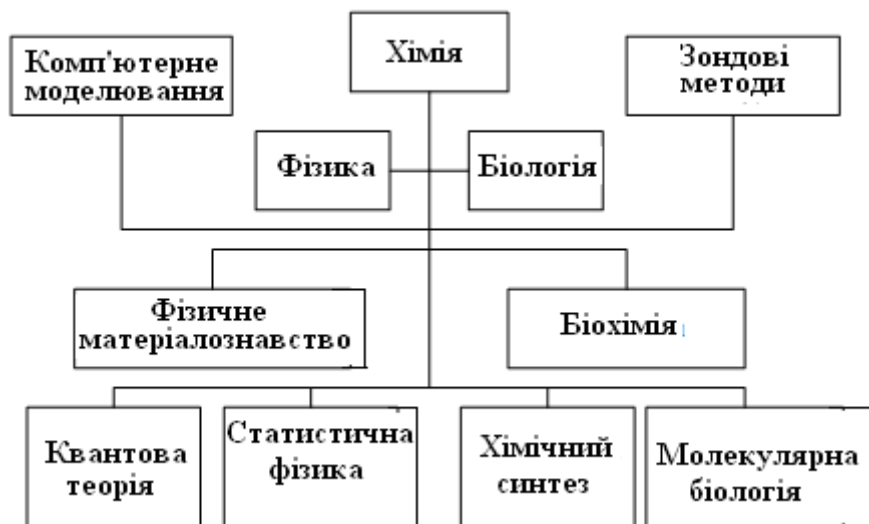 Комп'ютерне
моделювання
Хімія
Зондові
методи
Фізика
Біологія
Фізичне
матеріалознавство
Біохімія
Квантова
теорія
Статистична
фізика
Хімічний
синтез
Молекулярна
біологія